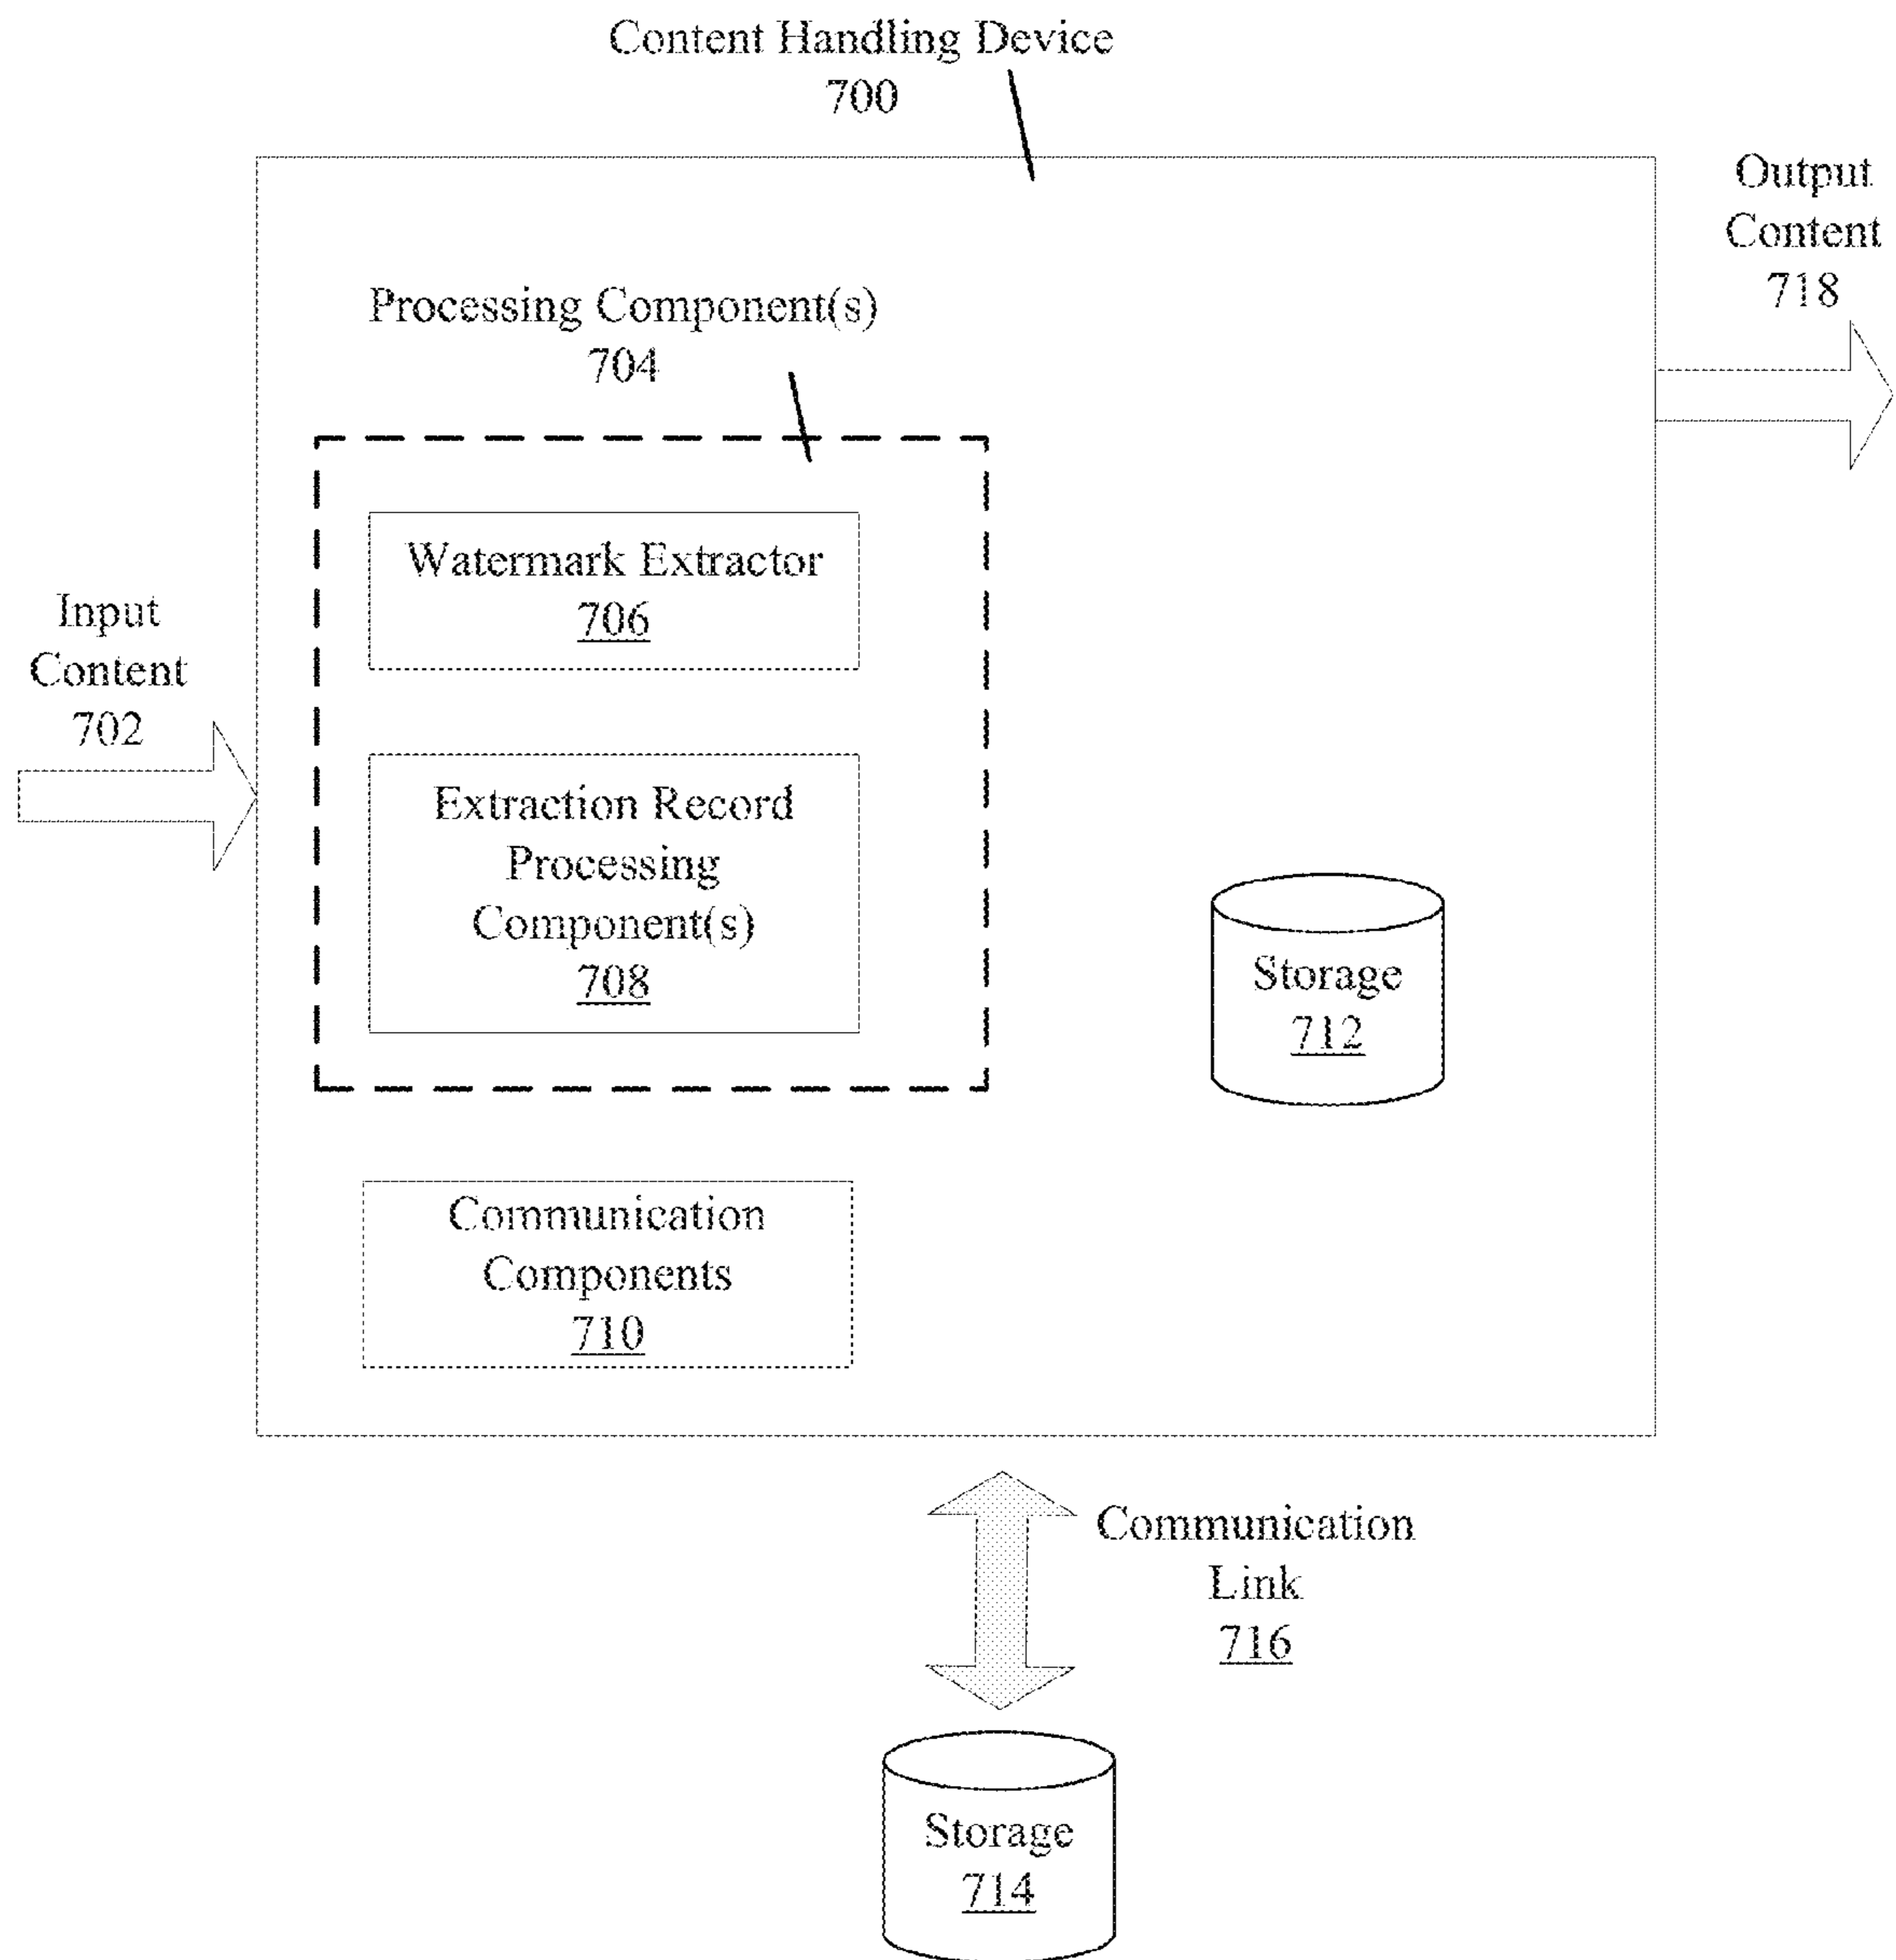 Content Handling Device
700
Output
Content
718
Processing Component(s)
704
Watermark Extractor
706
Input
Content
702
Extraction Record
Processing
Component(s)
708
Storage
712
Communication
Components
710
Communication
Link
716
Storage
714